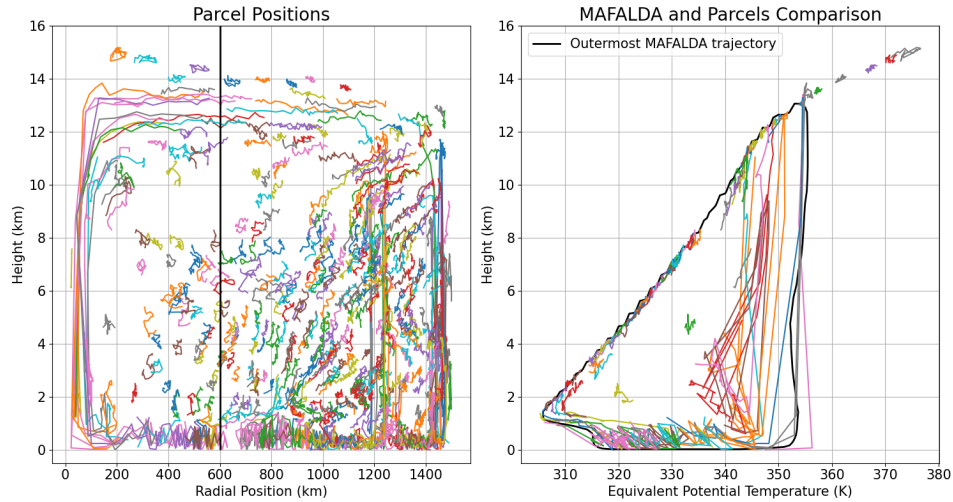 Parcel Positions
16
14
12
10
8
6
4
2
0
Height (km)
0 200 400 600 800 1000 1200 1400
Radial Position (km)
MAFALDA and Parcels Comparison
Outermost MAFALDA trajectory
16
14
12
10
8
6
4
2
0
Height (km)
310 320 330 340 350 360 370 380
Equivalent Potential Temperature (K)